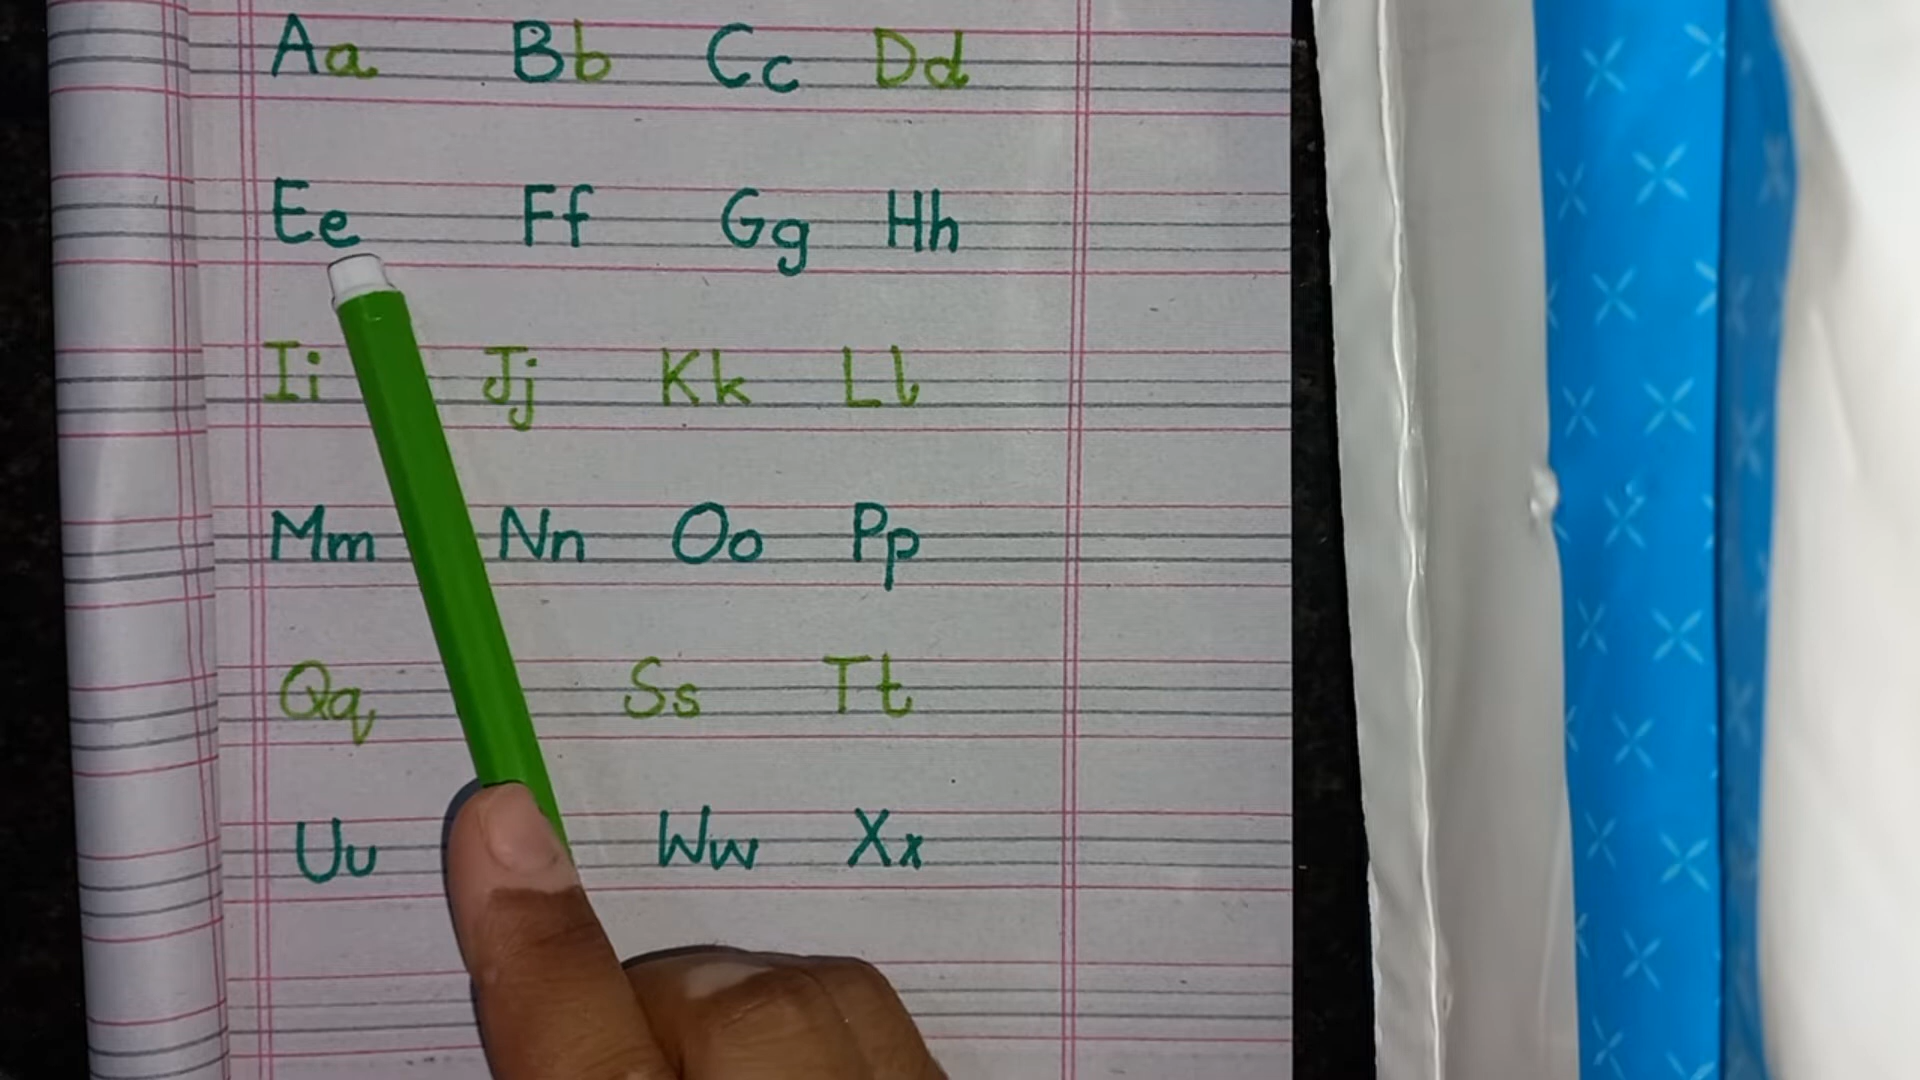 Aa Bb Cc Dd
Ee Ff Gg Hh
Ii Jj Kk Ll
Mm Nn Oo Pp
Qq Ss Tt
Uu Ww Xx